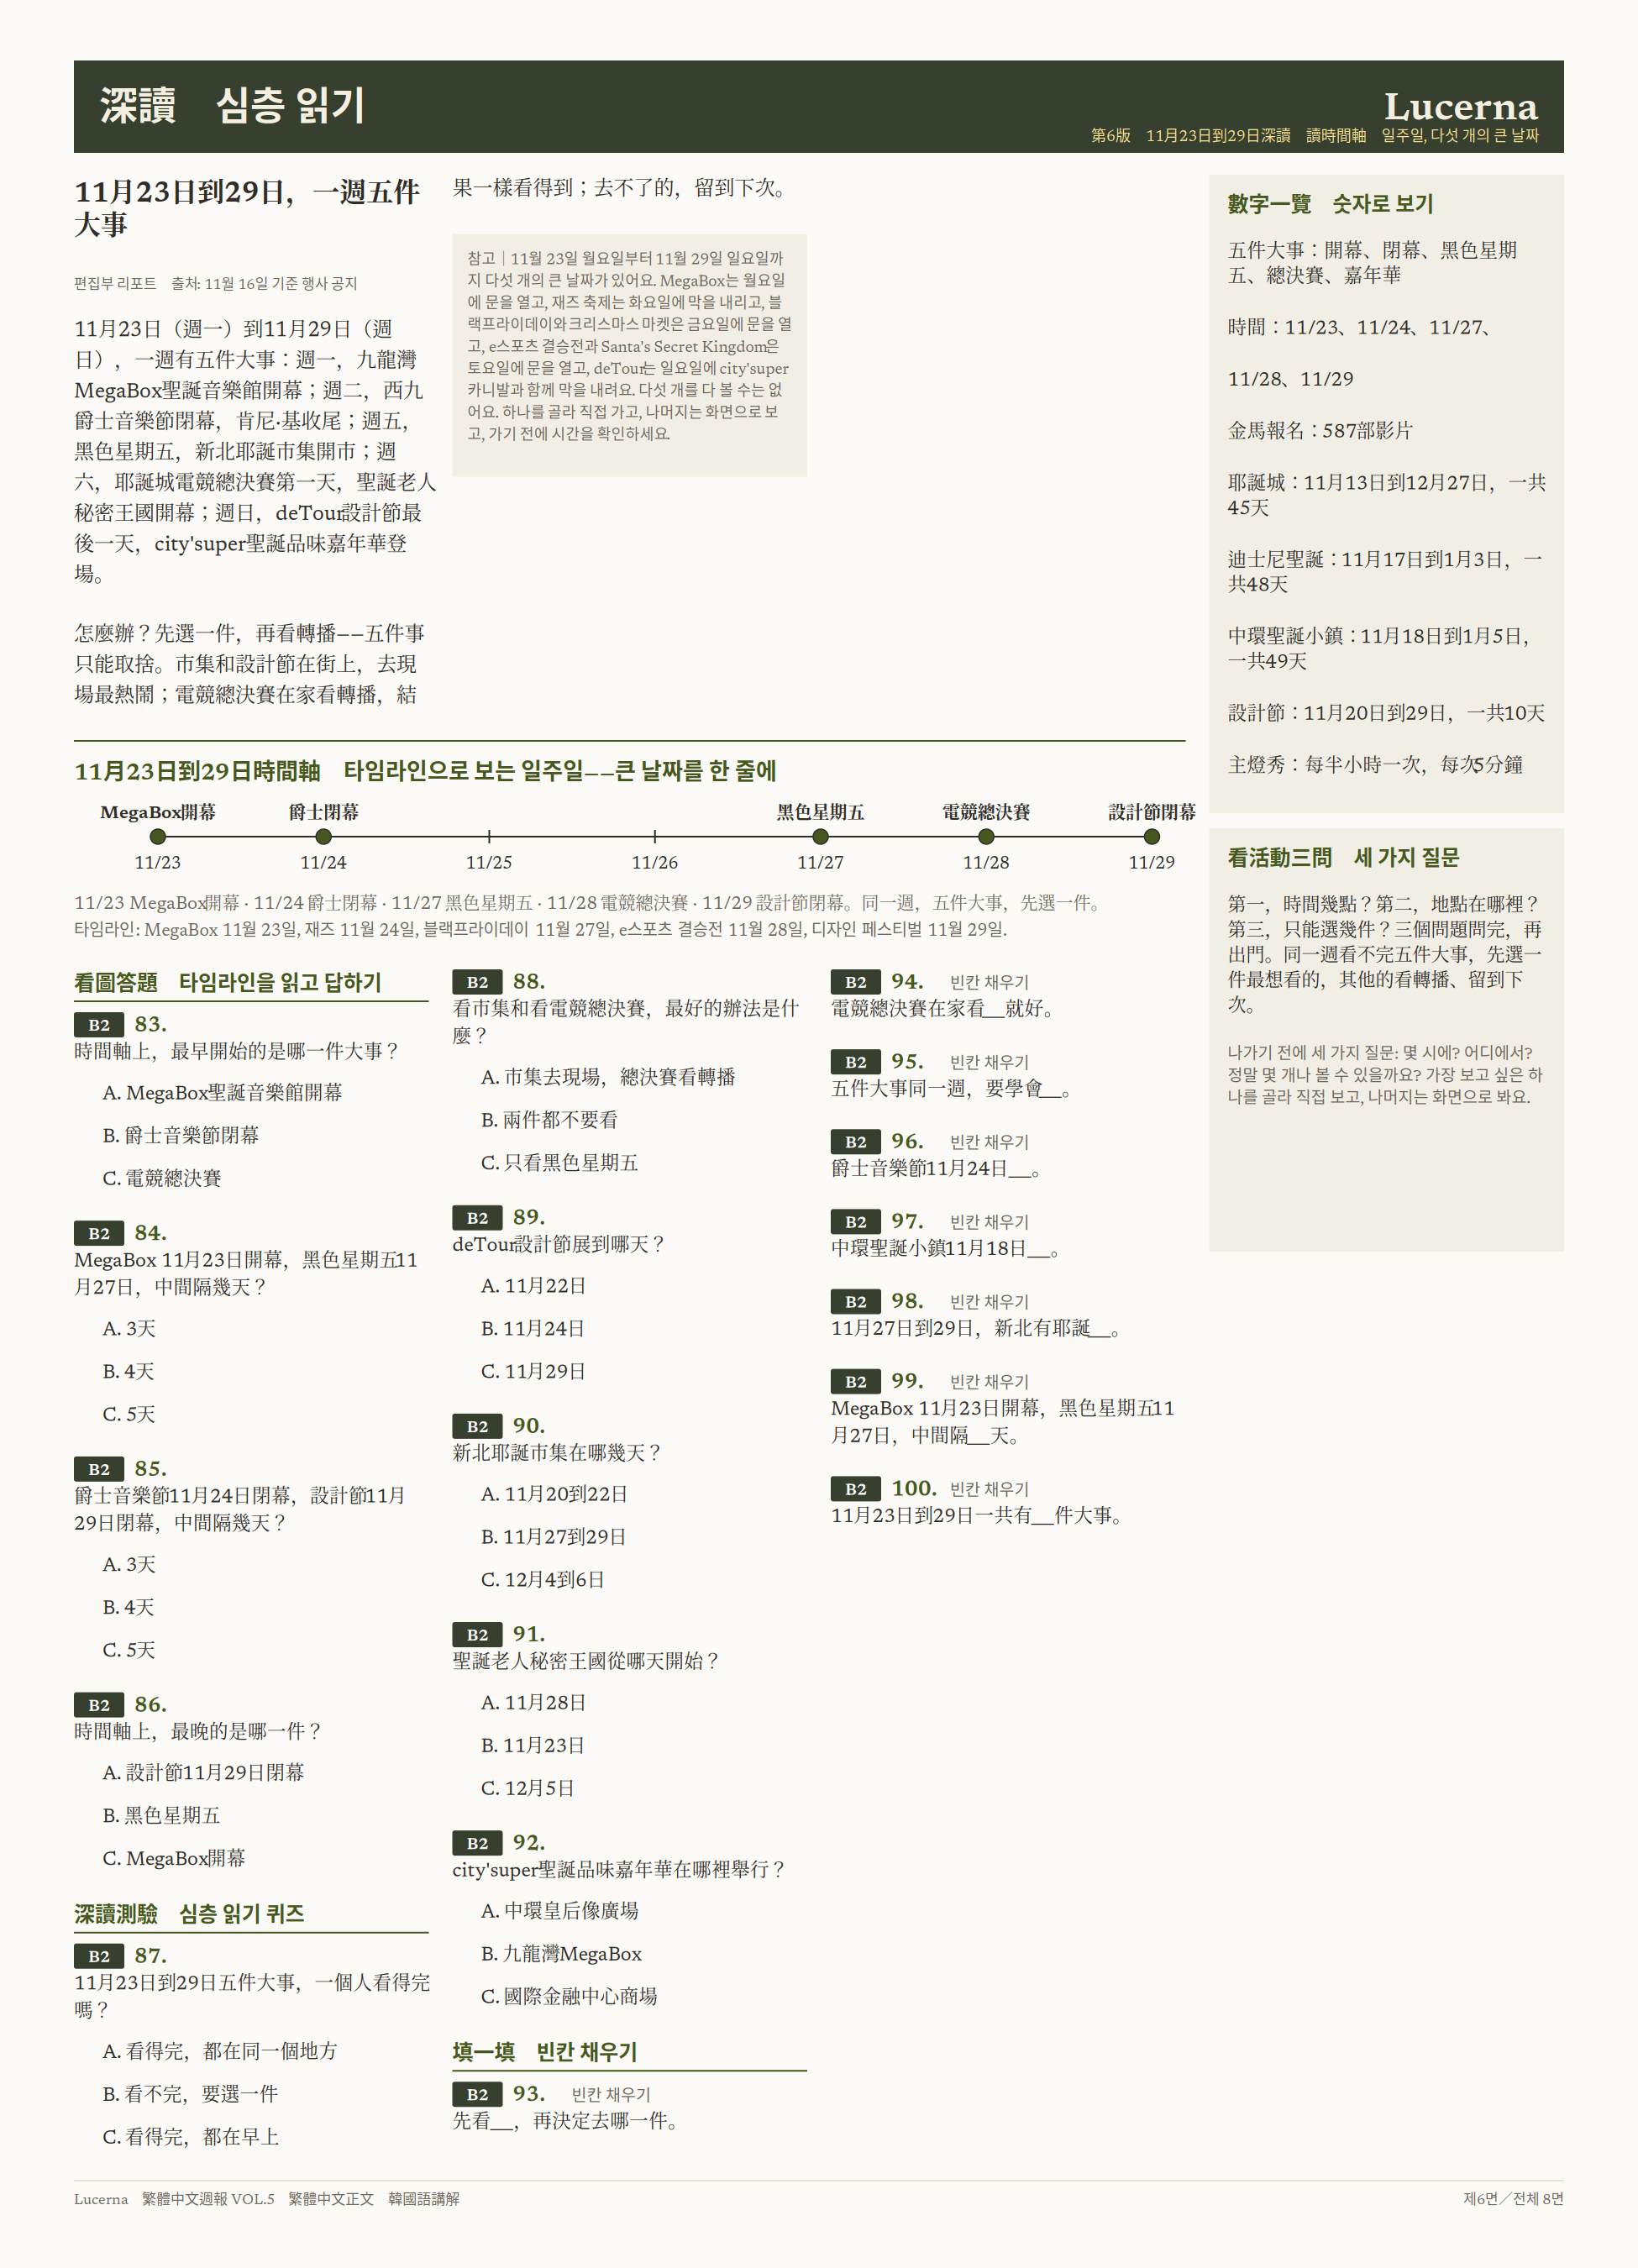 深讀　심층 읽기
Lucerna
第6版　11月23日到29日深讀　讀時間軸　일주일, 다섯 개의 큰 날짜
11月23日到29日，一週五件
大事
편집부 리포트　출처: 11월 16일 기준 행사 공지
11月23日（週一）到11月29日（週
日），一週有五件大事：週一，九龍灣
MegaBox聖誕音樂館開幕；週二，西九
爵士音樂節閉幕，肯尼·基收尾；週五，
黑色星期五，新北耶誕市集開市；週
六，耶誕城電競總決賽第一天，聖誕老人
秘密王國開幕；週日，deTour設計節最
後一天，city'super聖誕品味嘉年華登
場。
怎麼辦？先選一件，再看轉播——五件事
只能取捨。市集和設計節在街上，去現
場最熱鬧；電競總決賽在家看轉播，結
果一樣看得到；去不了的，留到下次。
참고｜11월 23일 월요일부터 11월 29일 일요일까
지 다섯 개의 큰 날짜가 있어요. MegaBox는 월요일
에 문을 열고, 재즈 축제는 화요일에 막을 내리고, 블
랙프라이데이와 크리스마스 마켓은 금요일에 문을 열
고, e스포츠 결승전과 Santa's Secret Kingdom은
토요일에 문을 열고, deTour는 일요일에 city'super
카니발과 함께 막을 내려요. 다섯 개를 다 볼 수는 없
어요. 하나를 골라 직접 가고, 나머지는 화면으로 보
고, 가기 전에 시간을 확인하세요.
11月23日到29日時間軸　타임라인으로 보는 일주일——큰 날짜를 한 줄에
MegaBox開幕　爵士閉幕　黑色星期五　電競總決賽　設計節閉幕
11/23　11/24　11/25　11/26　11/27　11/28　11/29
11/23 MegaBox開幕 · 11/24 爵士閉幕 · 11/27 黑色星期五 · 11/28 電競總決賽 · 11/29 設計節閉幕。同一週，五件大事，先選一件。
타임라인: MegaBox 11월 23일, 재즈 11월 24일, 블랙프라이데이 11월 27일, e스포츠 결승전 11월 28일, 디자인 페스티벌 11월 29일.
看圖答題　타임라인을 읽고 답하기
B2 83.
時間軸上，最早開始的是哪一件大事？
A. MegaBox聖誕音樂館開幕
B. 爵士音樂節閉幕
C. 電競總決賽
B2 84.
MegaBox 11月23日開幕，黑色星期五11
月27日，中間隔幾天？
A. 3天
B. 4天
C. 5天
B2 85.
爵士音樂節11月24日閉幕，設計節11月
29日閉幕，中間隔幾天？
A. 3天
B. 4天
C. 5天
B2 86.
時間軸上，最晚的是哪一件？
A. 設計節11月29日閉幕
B. 黑色星期五
C. MegaBox開幕
深讀測驗　심층 읽기 퀴즈
B2 87.
11月23日到29日五件大事，一個人看得完
嗎？
A. 看得完，都在同一個地方
B. 看不完，要選一件
C. 看得完，都在早上
B2 88.
看市集和看電競總決賽，最好的辦法是什
麼？
A. 市集去現場，總決賽看轉播
B. 兩件都不要看
C. 只看黑色星期五
B2 89.
deTour設計節展到哪天？
A. 11月22日
B. 11月24日
C. 11月29日
B2 90.
新北耶誕市集在哪幾天？
A. 11月20到22日
B. 11月27到29日
C. 12月4到6日
B2 91.
聖誕老人秘密王國從哪天開始？
A. 11月28日
B. 11月23日
C. 12月5日
B2 92.
city'super聖誕品味嘉年華在哪裡舉行？
A. 中環皇后像廣場
B. 九龍灣MegaBox
C. 國際金融中心商場
填一填　빈칸 채우기
B2 93.　빈칸 채우기
先看__，再決定去哪一件。
B2 94.　빈칸 채우기
電競總決賽在家看__就好。
B2 95.　빈칸 채우기
五件大事同一週，要學會__。
B2 96.　빈칸 채우기
爵士音樂節11月24日__。
B2 97.　빈칸 채우기
中環聖誕小鎮11月18日__。
B2 98.　빈칸 채우기
11月27日到29日，新北有耶誕__。
B2 99.　빈칸 채우기
MegaBox 11月23日開幕，黑色星期五11
月27日，中間隔__天。
B2 100.　빈칸 채우기
11月23日到29日一共有__件大事。
數字一覽　숫자로 보기
五件大事：開幕、閉幕、黑色星期
五、總決賽、嘉年華
時間：11/23、11/24、11/27、
11/28、11/29
金馬報名：587部影片
耶誕城：11月13日到12月27日，一共
45天
迪士尼聖誕：11月17日到1月3日，一
共48天
中環聖誕小鎮：11月18日到1月5日，
一共49天
設計節：11月20日到29日，一共10天
主燈秀：每半小時一次，每次5分鐘
看活動三問　세 가지 질문
第一，時間幾點？第二，地點在哪裡？
第三，只能選幾件？三個問題問完，再
出門。同一週看不完五件大事，先選一
件最想看的，其他的看轉播、留到下
次。
나가기 전에 세 가지 질문: 몇 시에? 어디에서?
정말 몇 개나 볼 수 있을까요? 가장 보고 싶은 하
나를 골라 직접 보고, 나머지는 화면으로 봐요.
Lucerna　繁體中文週報 VOL.5　繁體中文正文　韓國語講解
제6면／전체 8면